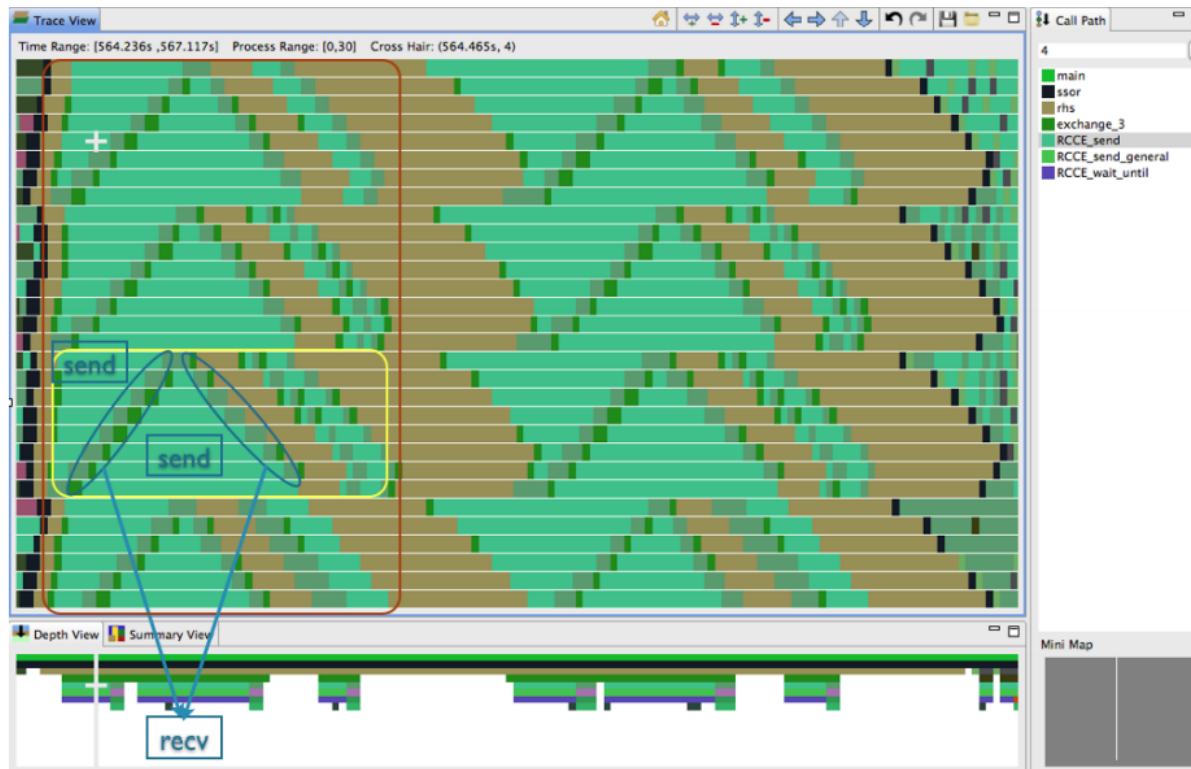 Trace View
Call Path
Time Range: [564.236s ,567.117s] Process Range: [0,30] Cross Hair: (564.465s, 4)
4
main
ssor
rhs
exchange_3
RCCE_send
RCCE_send_general
RCCE_wait_until
send
send
Depth View
Summary View
Mini Map
recv